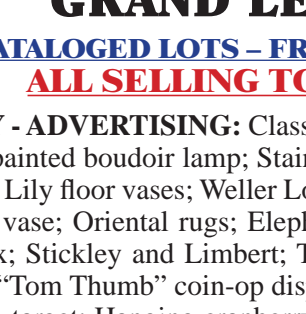 GRAND LE
ATALOGED LOTS – FR
ALL SELLING TO
Y - ADVERTISING: Class
painted boudoir lamp; Stair
Lily floor vases; Weller Lo
vase; Oriental rugs; Elep
x; Stickley and Limbert; T
“Tom Thumb” coin-op dis